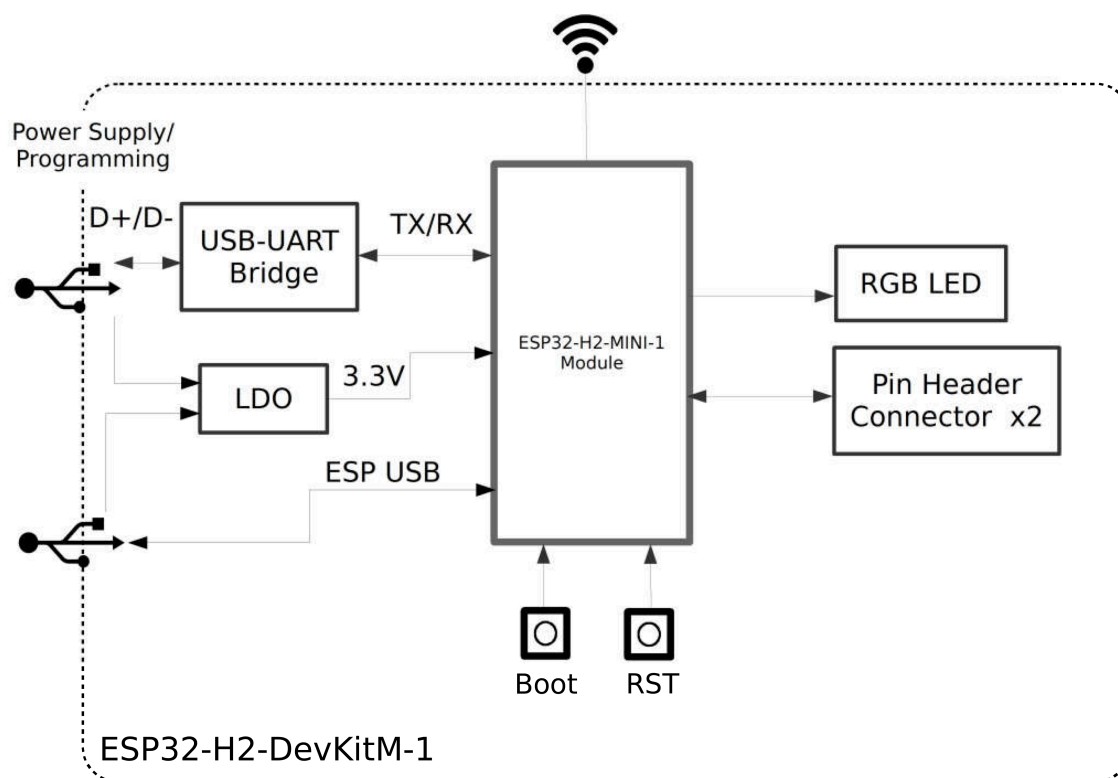 Power Supply/
Programming
D+/D-
USB-UART
Bridge
TX/RX
RGB LED
ESP32-H2-MINI-1
Module
LDO
3.3V
Pin Header
Connector x2
ESP USB
Boot
RST
ESP32-H2-DevKitM-1